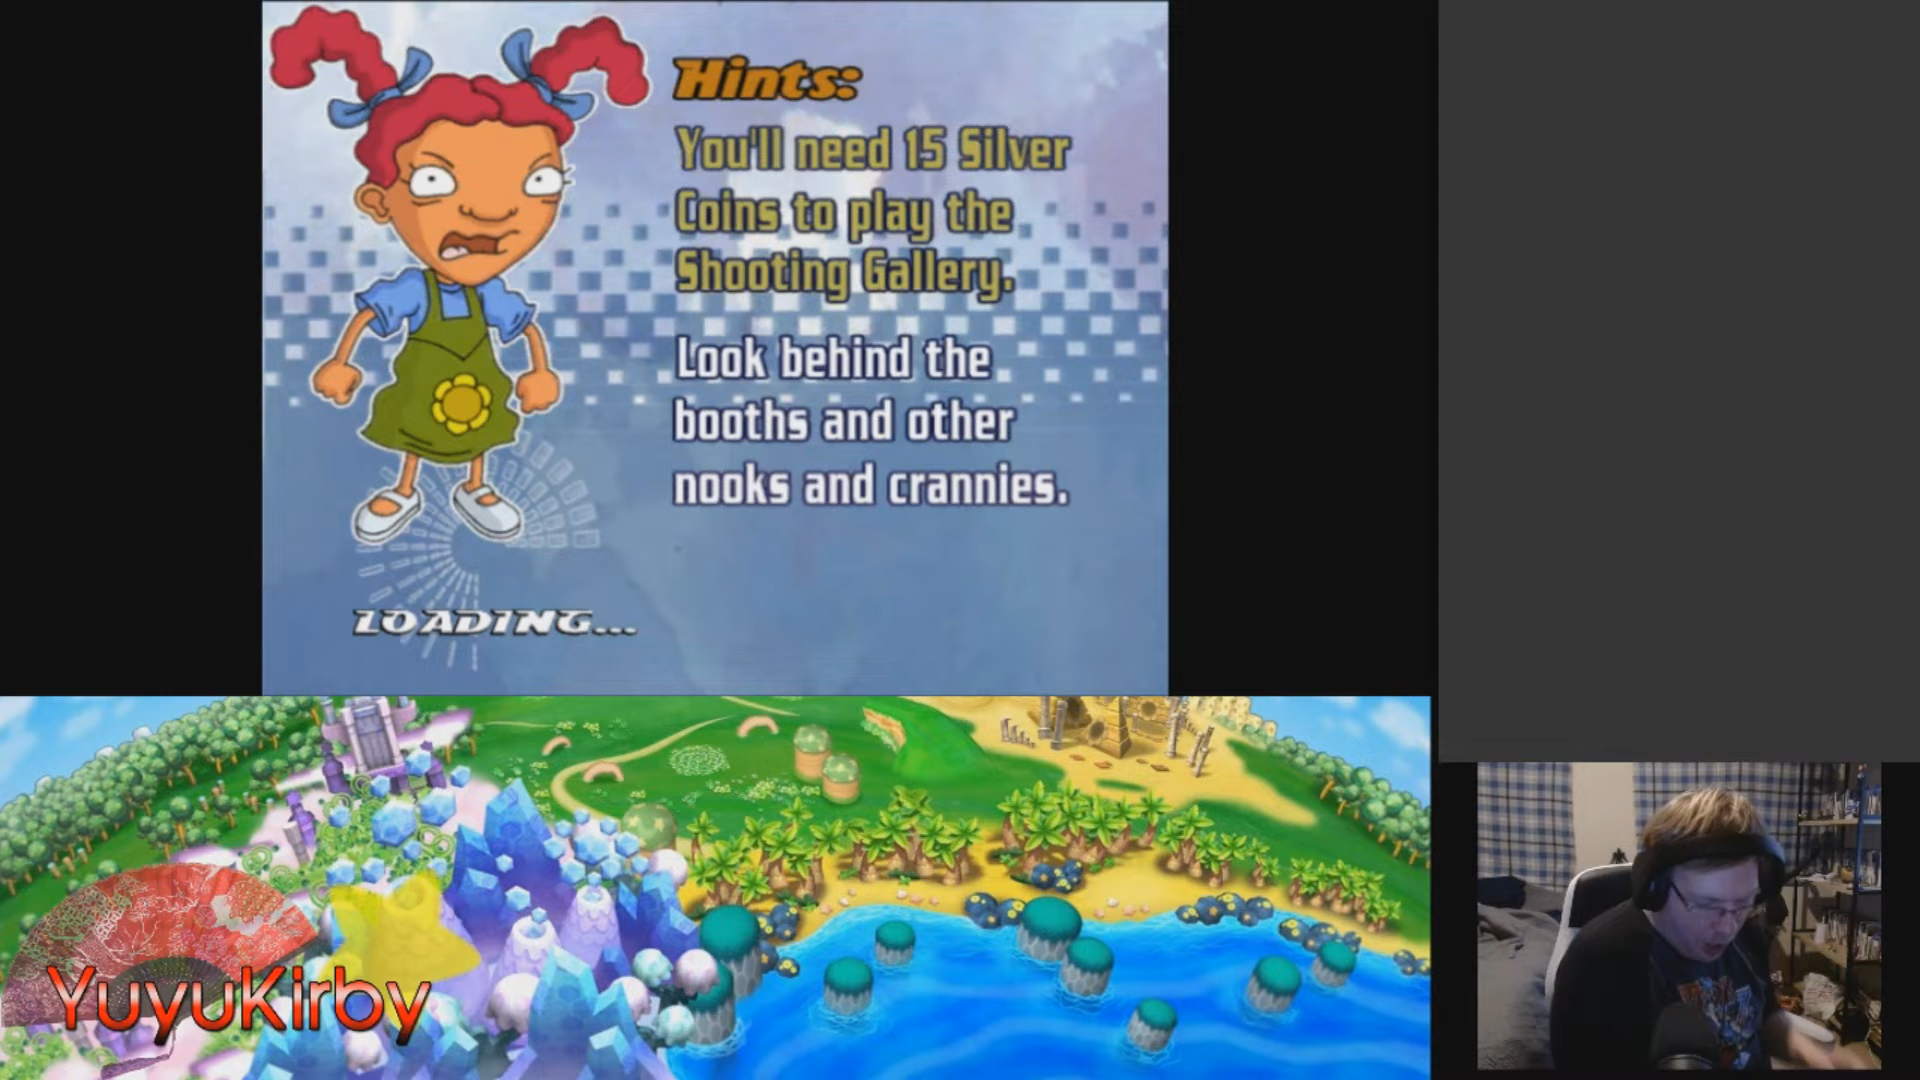 Hints:
You'll need 15 Silver
Coins to play the
Shooting Gallery.
Look behind the
booths and other
nooks and crannies.
LOADING...
YuyuKirby